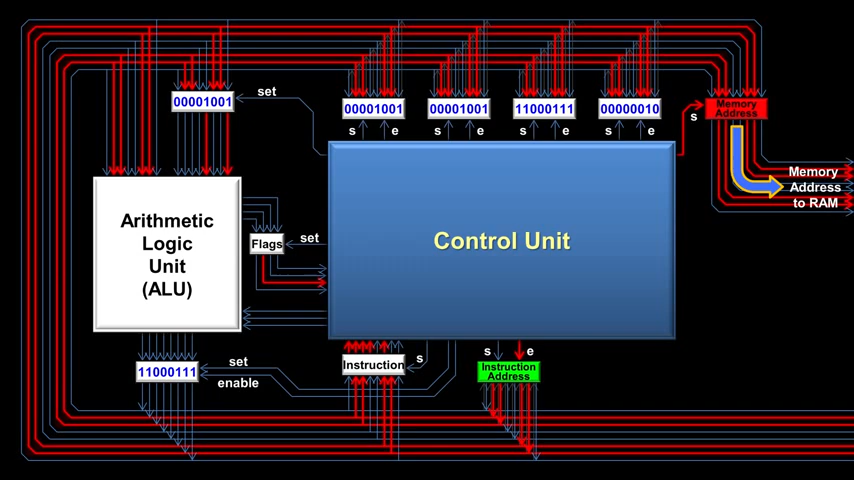 set
00001001
00001001
00001001
11000111
00000010
Memory
Address
s
e
s
e
s
e
s
e
s
Memory
Address
to RAM
Arithmetic
Logic
Unit
(ALU)
Flags
set
Control Unit
11000111
set
enable
Instruction
s
s
e
Instruction
Address